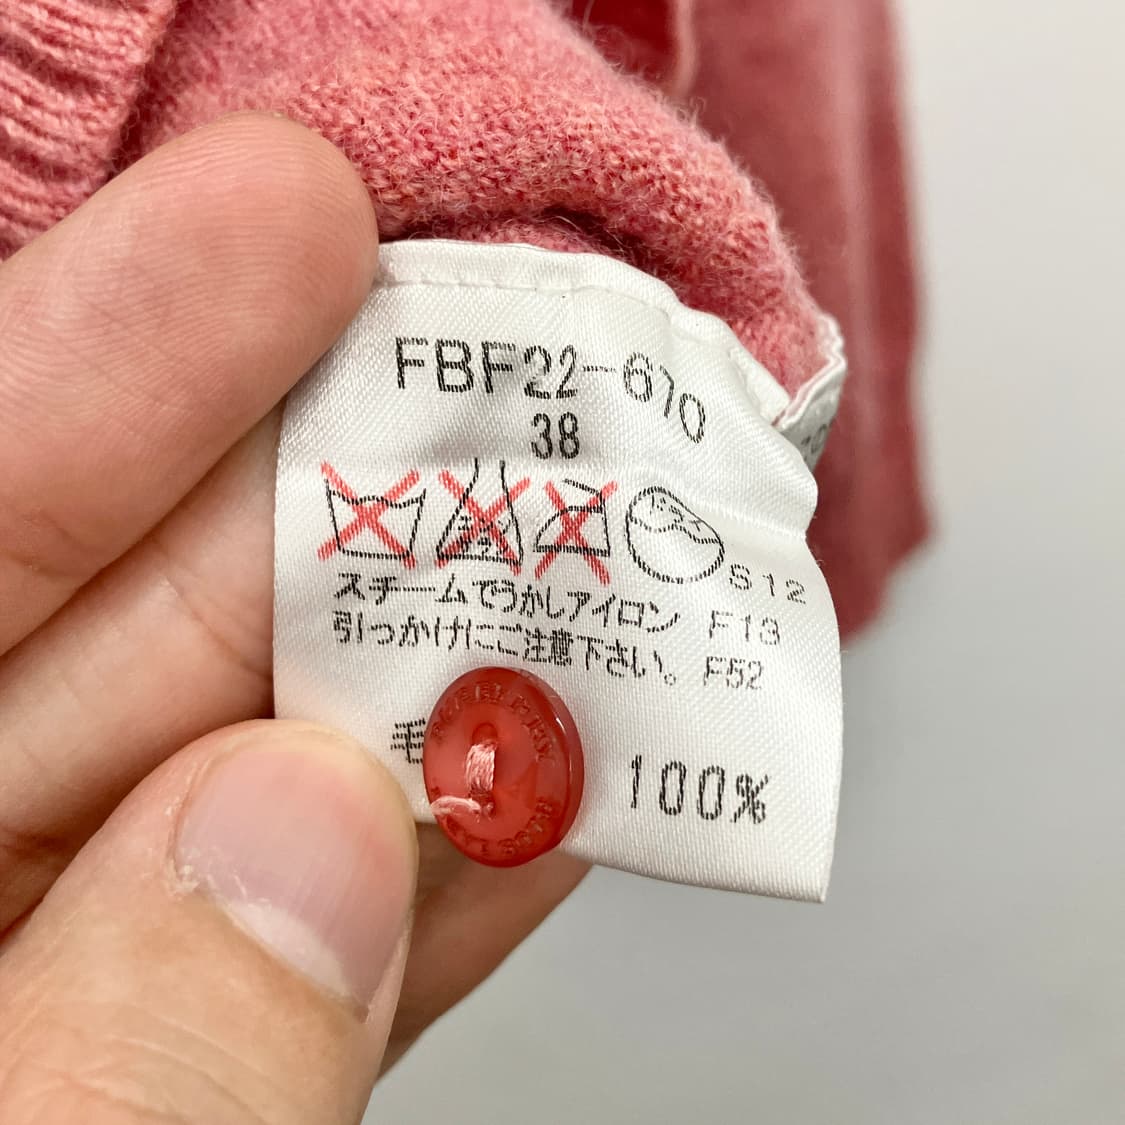 FBF22-670
38
S12
スチームでうかしアイロン F13
引っかけにご注意下さい。 F52
毛 100%